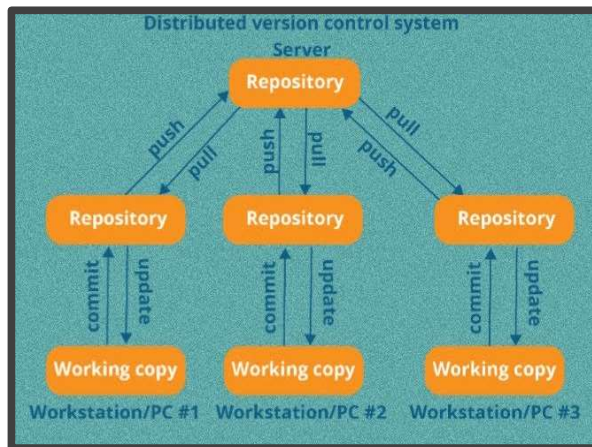 Distributed version control system
Server
Repository
push
pull
push
pull
pull
push
Repository
Repository
Repository
commit
update
commit
update
commit
update
Working copy
Working copy
Working copy
Workstation/PC #1
Workstation/PC #2
Workstation/PC #3